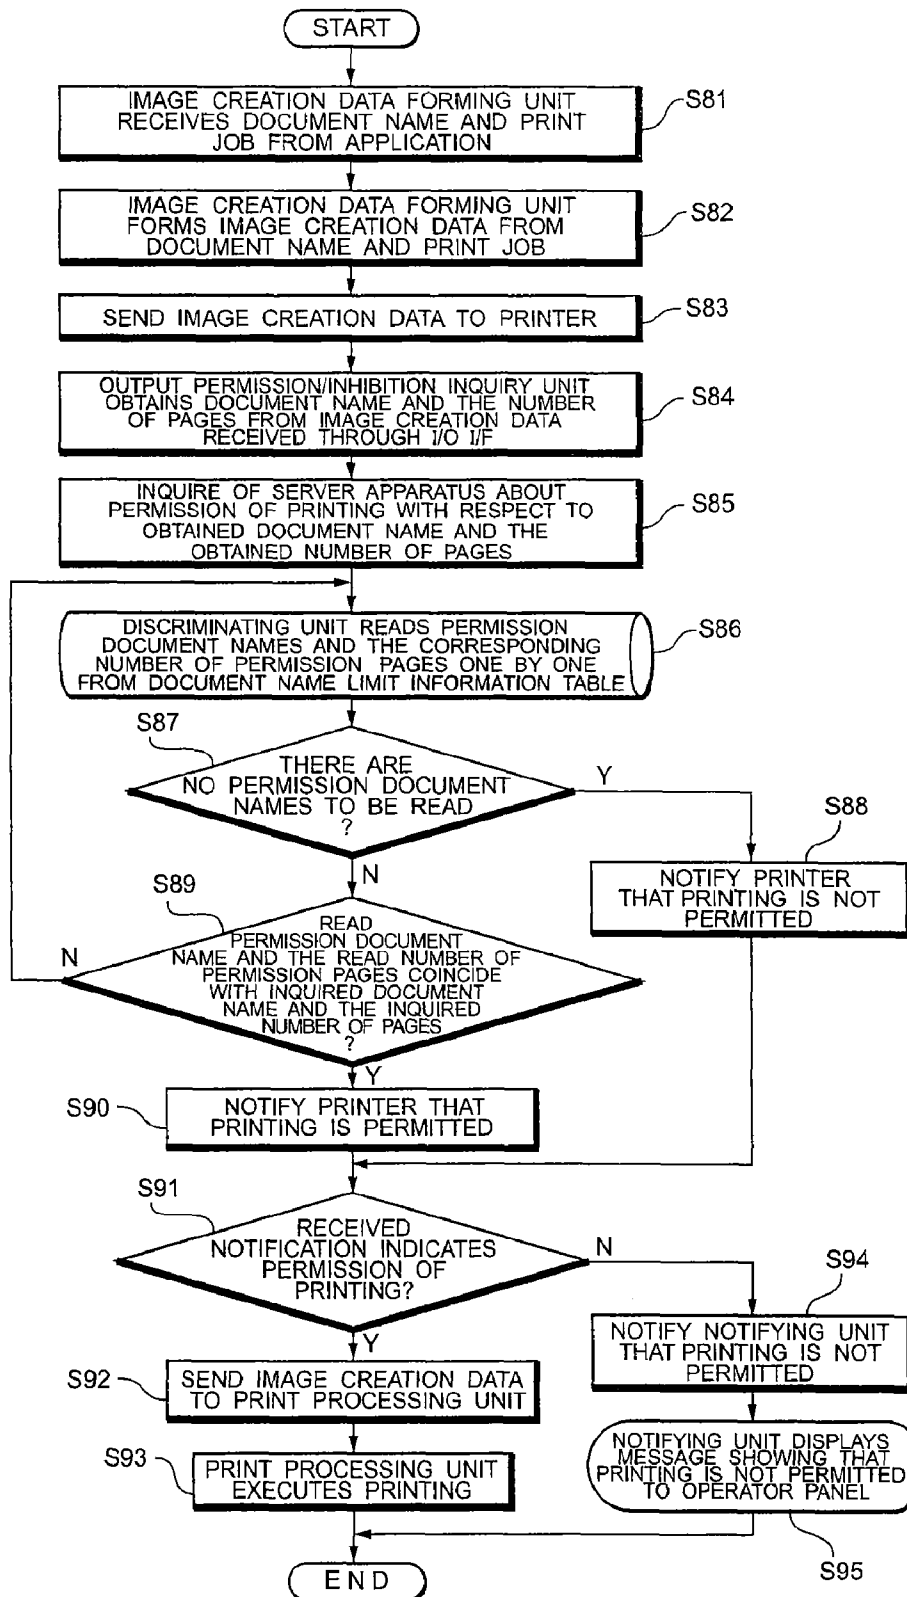 START
IMAGE CREATION DATA FORMING UNIT
RECEIVES DOCUMENT NAME AND PRINT
JOB FROM APPLICATION
S81
IMAGE CREATION DATA FORMING UNIT
FORMS IMAGE CREATION DATA FROM
DOCUMENT NAME AND PRINT JOB
S82
SEND IMAGE CREATION DATA TO PRINTER
S83
OUTPUT PERMISSION/INHIBITION INQUIRY UNIT
OBTAINS DOCUMENT NAME AND THE NUMBER
OF PAGES FROM IMAGE CREATION DATA
RECEIVED THROUGH I/O I/F
S84
INQUIRE OF SERVER APPARATUS ABOUT
PERMISSION OF PRINTING WITH RESPECT TO
OBTAINED DOCUMENT NAME AND THE
OBTAINED NUMBER OF PAGES
S85
DISCRIMINATING UNIT READS PERMISSION
DOCUMENT NAMES AND THE CORRESPONDING
NUMBER OF PERMISSION PAGES ONE BY ONE
FROM DOCUMENT NAME LIMIT INFORMATION TABLE
S86
S87
THERE ARE
NO PERMISSION DOCUMENT
NAMES TO BE READ
?
Y
N
S88
NOTIFY PRINTER
THAT PRINTING IS NOT
PERMITTED
S89
READ
PERMISSION DOCUMENT
NAME AND THE READ NUMBER OF
PERMISSION PAGES COINCIDE
WITH INQUIRED DOCUMENT
NAME AND THE INQUIRED
NUMBER OF PAGES
?
N
Y
S90
NOTIFY PRINTER THAT
PRINTING IS PERMITTED
S91
RECEIVED
NOTIFICATION INDICATES
PERMISSION OF
PRINTING?
N
Y
S94
NOTIFY NOTIFYING UNIT
THAT PRINTING IS NOT
PERMITTED
S92
SEND IMAGE CREATION DATA
TO PRINT PROCESSING UNIT
S93
PRINT PROCESSING UNIT
EXECUTES PRINTING
NOTIFYING UNIT DISPLAYS
MESSAGE SHOWING THAT
PRINTING IS NOT PERMITTED
TO OPERATOR PANEL
S95
END